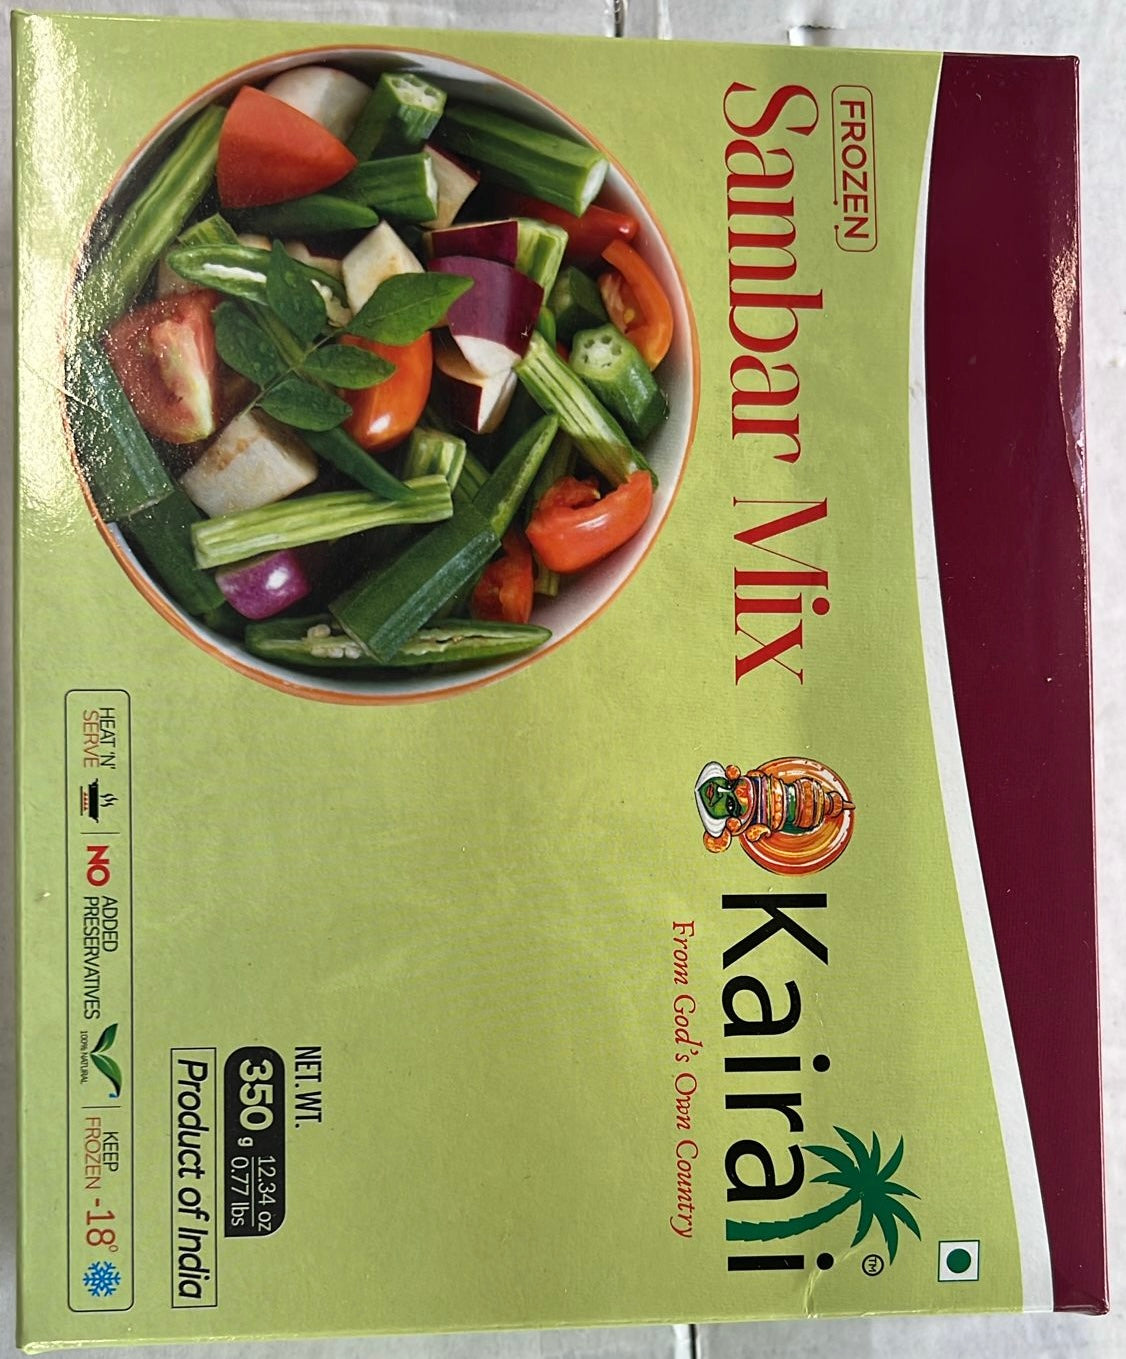 FROZEN
Sambar Mix
Kairali
TM
From God's Own Country
NET. WT.
350 g
12.34 oz
0.77 lbs
Product of India
HEAT 'N'
SERVE
NO ADDED
PRESERVATIVES
100% NATURAL
KEEP
FROZEN -18°